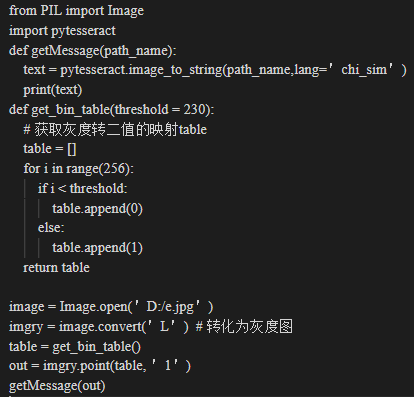 from PIL import Image
import pytesseract
def getMessage(path_name):
    text = pytesseract.image_to_string(path_name,lang=′chi_sim′)
    print(text)
def get_bin_table(threshold = 230):
    # 获取灰度转二值的映射table
    table = []
    for i in range(256):
        if i < threshold:
            table.append(0)
        else:
            table.append(1)
    return table

image = Image.open(′D:/e.jpg′)
imgry = image.convert(′L′)  # 转化为灰度图
table = get_bin_table()
out = imgry.point(table, ′1′)
getMessage(out)